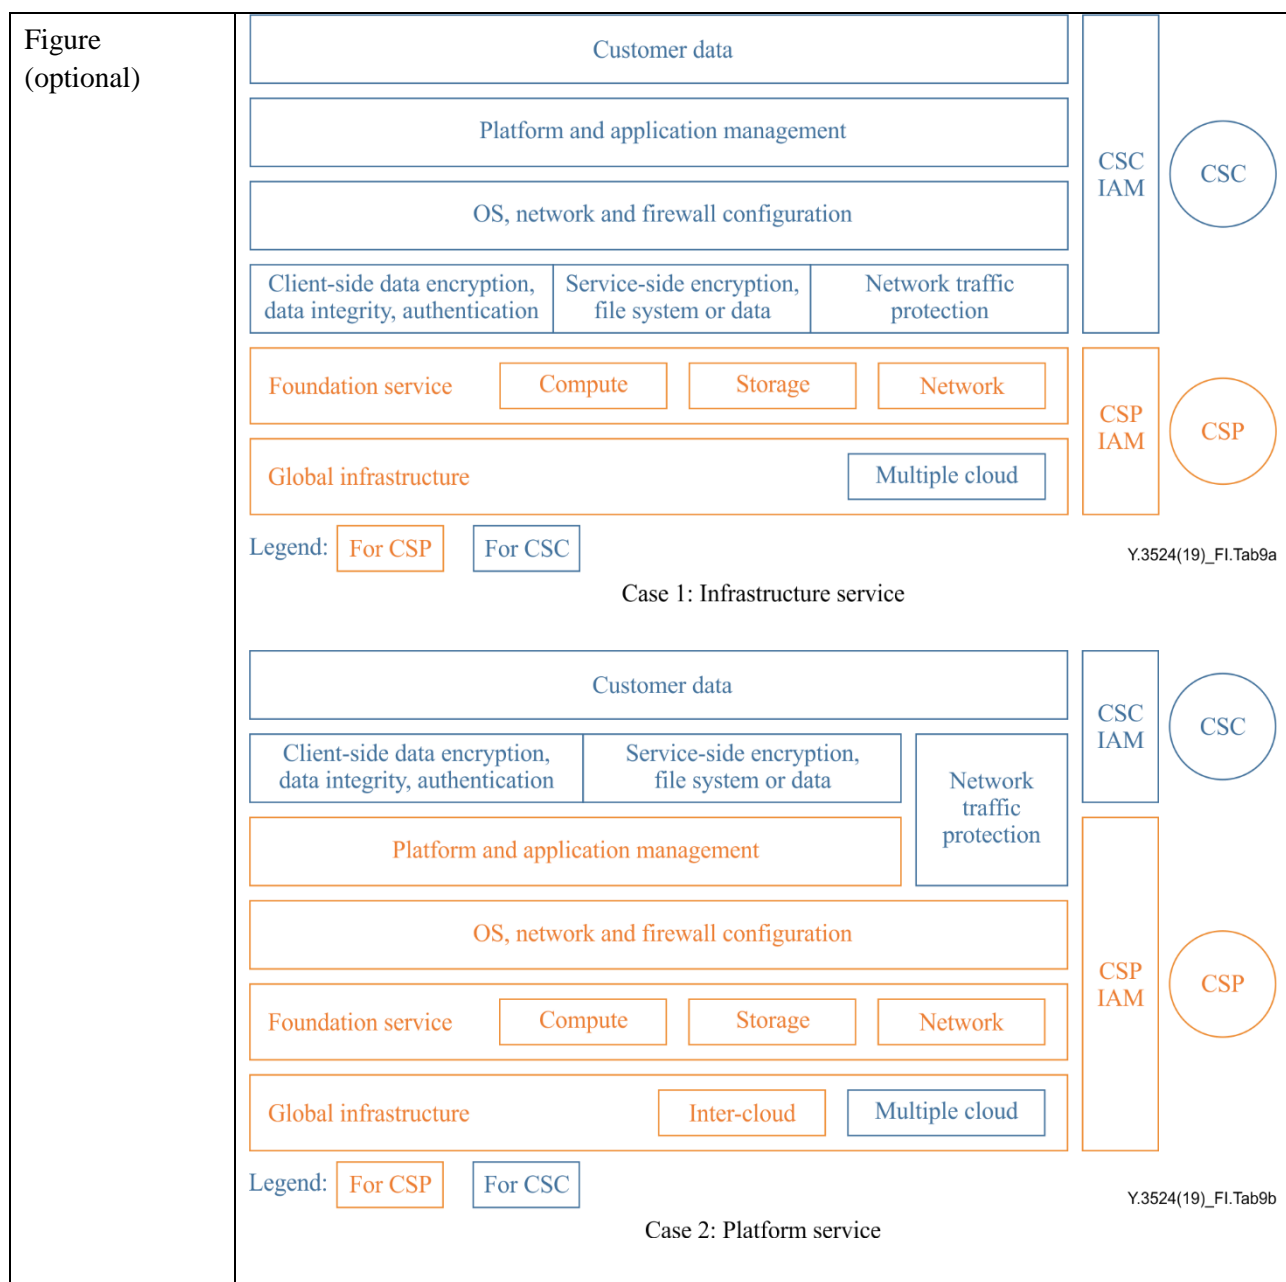 Figure
(optional)
Customer data
Platform and application management
OS, network and firewall configuration
Client-side data encryption,
data integrity, authentication
Service-side encryption,
file system or data
Network traffic
protection
CSC
IAM
CSC
Foundation service
Compute
Storage
Network
Global infrastructure
Multiple cloud
CSP
IAM
CSP
Legend:
For CSP
For CSC
Y.3524(19)_FI.Tab9a
Case 1: Infrastructure service
Customer data
Client-side data encryption,
data integrity, authentication
Service-side encryption,
file system or data
Network
traffic
protection
CSC
IAM
CSC
Platform and application management
OS, network and firewall configuration
Foundation service
Compute
Storage
Network
Global infrastructure
Inter-cloud
Multiple cloud
CSP
IAM
CSP
Legend:
For CSP
For CSC
Y.3524(19)_FI.Tab9b
Case 2: Platform service